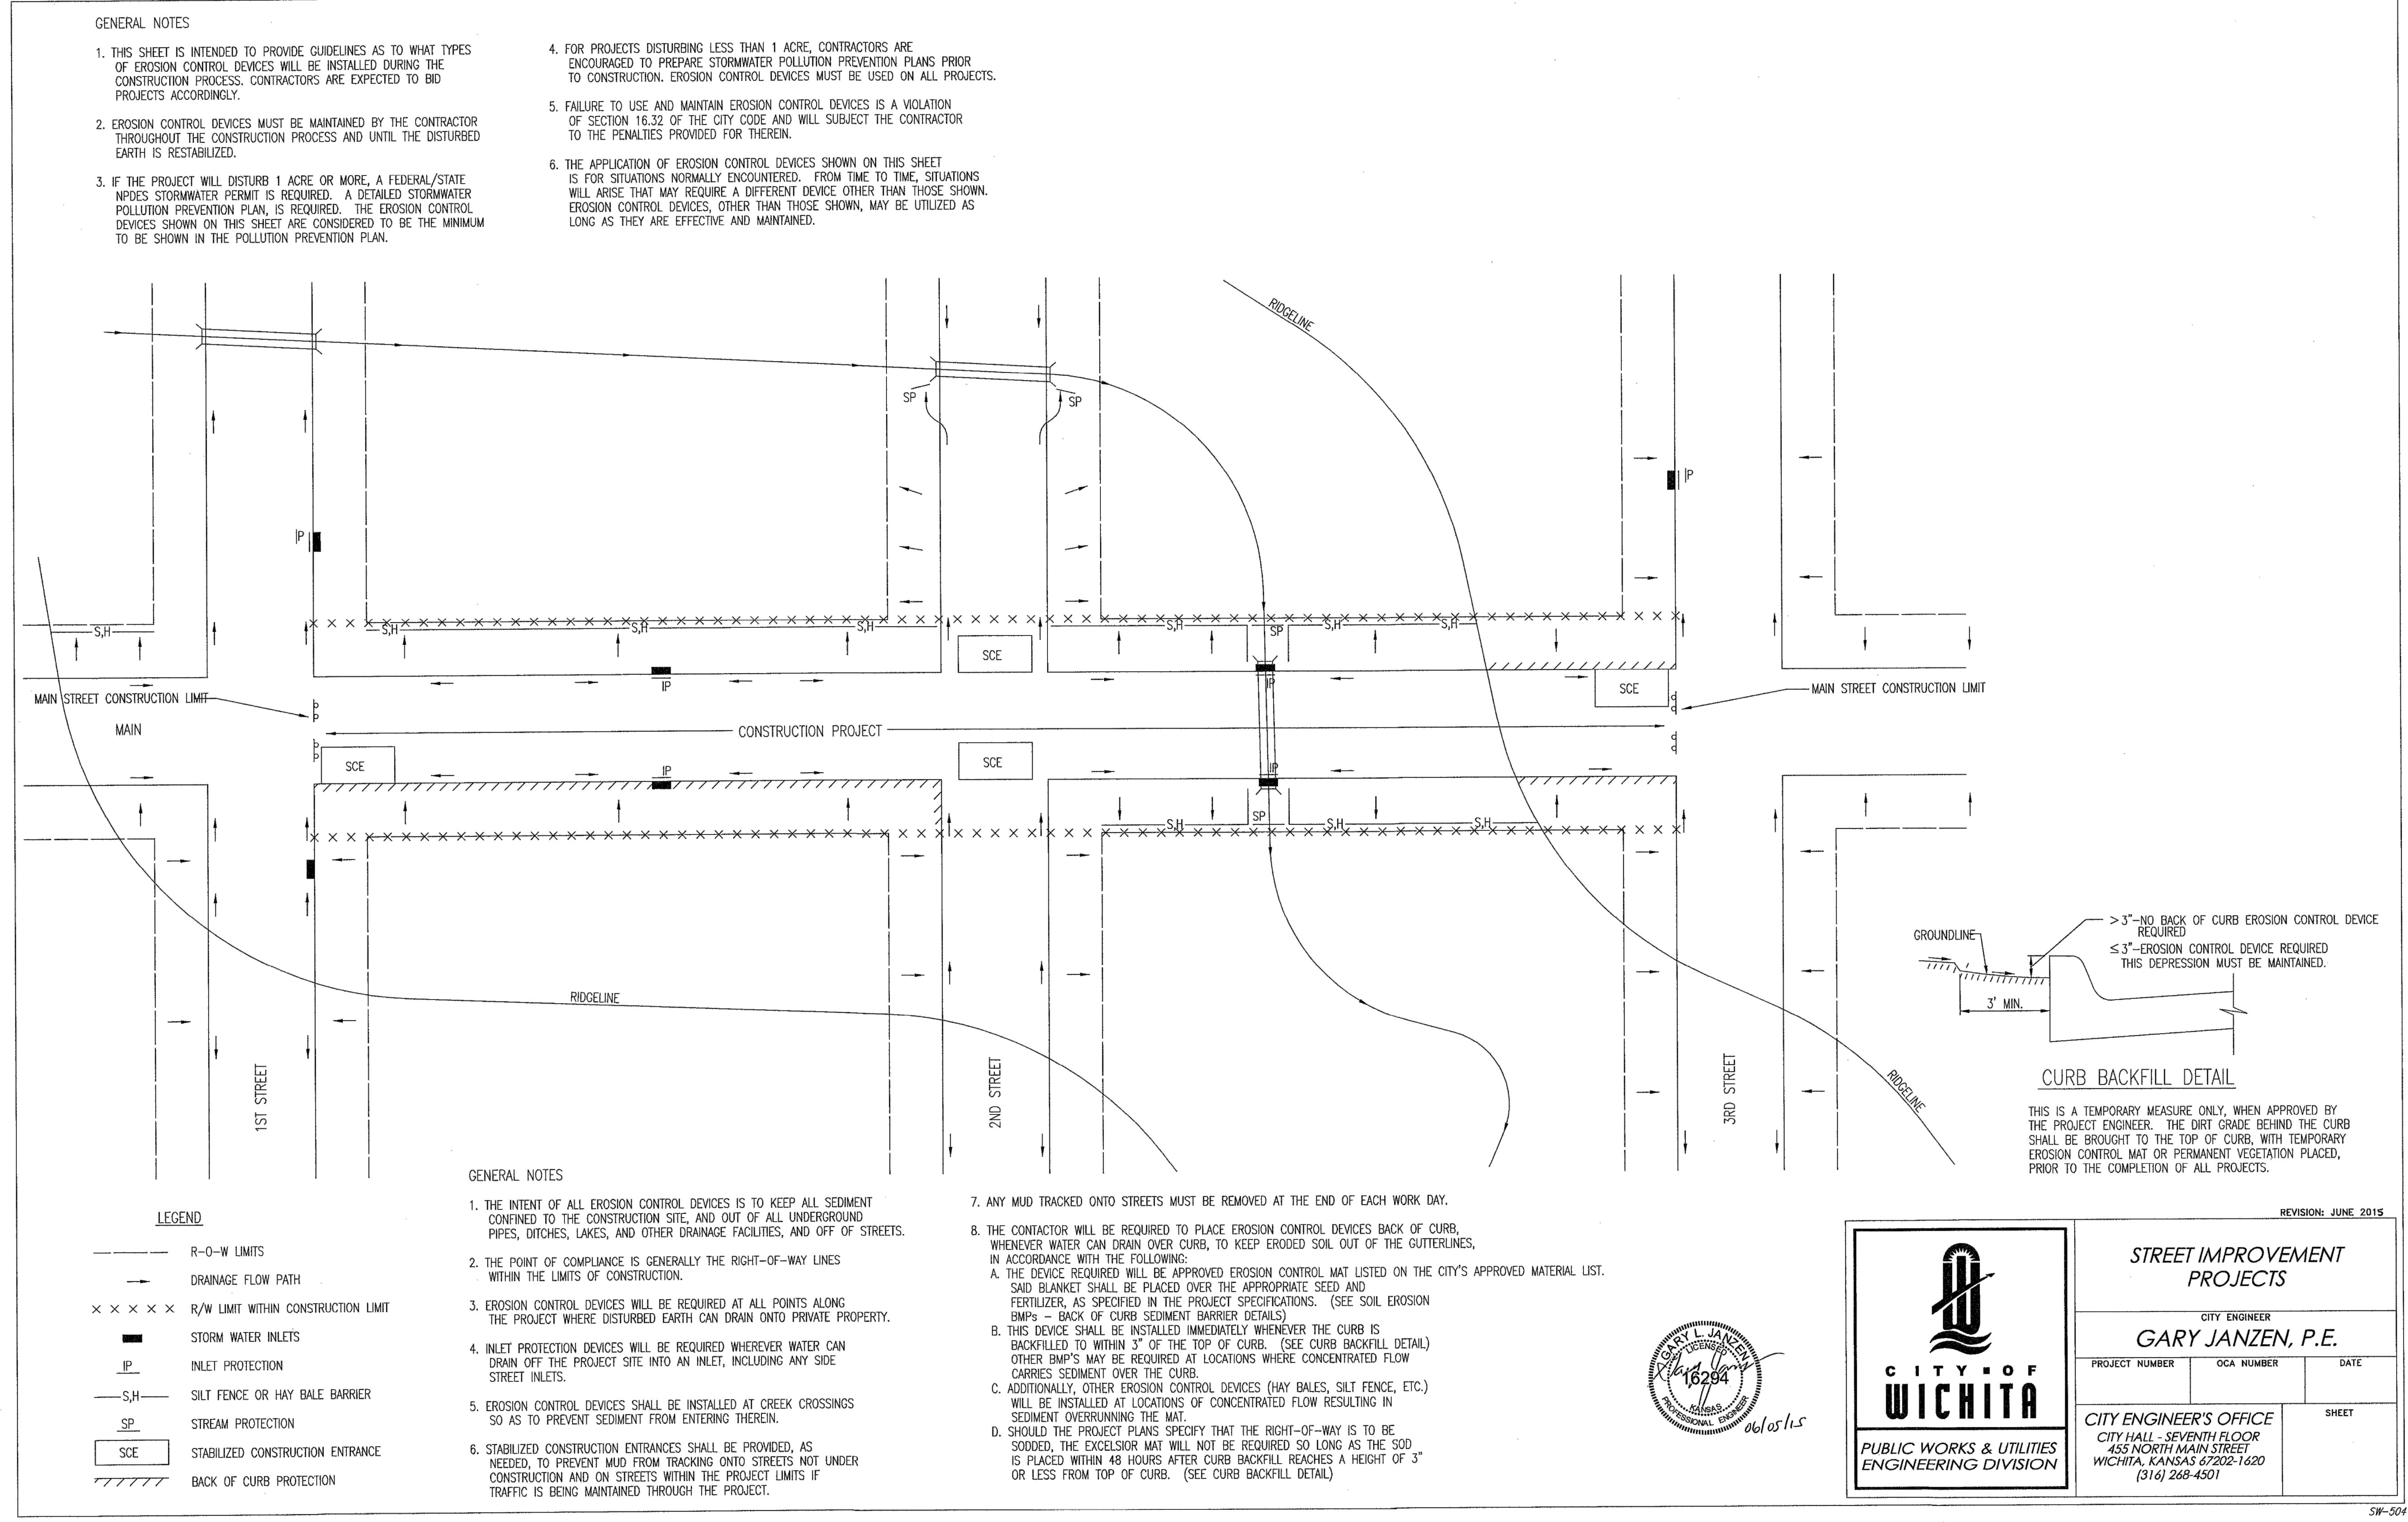 GENERAL NOTES
1. THIS SHEET IS INTENDED TO PROVIDE GUIDELINES AS TO WHAT TYPES
OF EROSION CONTROL DEVICES WILL BE INSTALLED DURING THE
CONSTRUCTION PROCESS. CONTRACTORS ARE EXPECTED TO BID
PROJECTS ACCORDINGLY.
2. EROSION CONTROL DEVICES MUST BE MAINTAINED BY THE CONTRACTOR
THROUGHOUT THE CONSTRUCTION PROCESS AND UNTIL THE DISTURBED
EARTH IS RESTABILIZED.
3. IF THE PROJECT WILL DISTURB 1 ACRE OR MORE, A FEDERAL/STATE
NPDES STORMWATER PERMIT IS REQUIRED. A DETAILED STORMWATER
POLLUTION PREVENTION PLAN, IS REQUIRED. THE EROSION CONTROL
DEVICES SHOWN ON THIS SHEET ARE CONSIDERED TO BE THE MINIMUM
TO BE SHOWN IN THE POLLUTION PREVENTION PLAN.
4. FOR PROJECTS DISTURBING LESS THAN 1 ACRE, CONTRACTORS ARE
ENCOURAGED TO PREPARE STORMWATER POLLUTION PREVENTION PLANS PRIOR
TO CONSTRUCTION. EROSION CONTROL DEVICES MUST BE USED ON ALL PROJECTS.
5. FAILURE TO USE AND MAINTAIN EROSION CONTROL DEVICES IS A VIOLATION
OF SECTION 16.32 OF THE CITY CODE AND WILL SUBJECT THE CONTRACTOR
TO THE PENALTIES PROVIDED FOR THEREIN.
6. THE APPLICATION OF EROSION CONTROL DEVICES SHOWN ON THIS SHEET
IS FOR SITUATIONS NORMALLY ENCOUNTERED. FROM TIME TO TIME, SITUATIONS
WILL ARISE THAT MAY REQUIRE A DIFFERENT DEVICE OTHER THAN THOSE SHOWN.
EROSION CONTROL DEVICES, OTHER THAN THOSE SHOWN, MAY BE UTILIZED AS
LONG AS THEY ARE EFFECTIVE AND MAINTAINED.
RIDGELINE
SP
SP
IP
IP
S,H
S,H
S,H
S,H
S,H
SP
S,H
S,H
SCE
IP
IP
SCE
MAIN STREET CONSTRUCTION LIMIT
MAIN STREET CONSTRUCTION LIMIT
MAIN
CONSTRUCTION PROJECT
SCE
IP
SCE
IP
S,H
SP
S,H
S,H
RIDGELINE
RIDGELINE
1ST STREET
2ND STREET
3RD STREET
GROUNDLINE
> 3"-NO BACK OF CURB EROSION CONTROL DEVICE
REQUIRED
≤ 3"-EROSION CONTROL DEVICE REQUIRED
THIS DEPRESSION MUST BE MAINTAINED.
3' MIN.
CURB BACKFILL DETAIL
THIS IS A TEMPORARY MEASURE ONLY, WHEN APPROVED BY
THE PROJECT ENGINEER. THE DIRT GRADE BEHIND THE CURB
SHALL BE BROUGHT TO THE TOP OF CURB, WITH TEMPORARY
EROSION CONTROL MAT OR PERMANENT VEGETATION PLACED,
PRIOR TO THE COMPLETION OF ALL PROJECTS.
LEGEND
R-O-W LIMITS
DRAINAGE FLOW PATH
X X X X X R/W LIMIT WITHIN CONSTRUCTION LIMIT
STORM WATER INLETS
IP INLET PROTECTION
S,H SILT FENCE OR HAY BALE BARRIER
SP STREAM PROTECTION
SCE STABILIZED CONSTRUCTION ENTRANCE
BACK OF CURB PROTECTION
GENERAL NOTES
1. THE INTENT OF ALL EROSION CONTROL DEVICES IS TO KEEP ALL SEDIMENT
CONFINED TO THE CONSTRUCTION SITE, AND OUT OF ALL UNDERGROUND
PIPES, DITCHES, LAKES, AND OTHER DRAINAGE FACILITIES, AND OFF OF STREETS.
2. THE POINT OF COMPLIANCE IS GENERALLY THE RIGHT-OF-WAY LINES
WITHIN THE LIMITS OF CONSTRUCTION.
3. EROSION CONTROL DEVICES WILL BE REQUIRED AT ALL POINTS ALONG
THE PROJECT WHERE DISTURBED EARTH CAN DRAIN ONTO PRIVATE PROPERTY.
4. INLET PROTECTION DEVICES WILL BE REQUIRED WHEREVER WATER CAN
DRAIN OFF THE PROJECT SITE INTO AN INLET, INCLUDING ANY SIDE
STREET INLETS.
5. EROSION CONTROL DEVICES SHALL BE INSTALLED AT CREEK CROSSINGS
SO AS TO PREVENT SEDIMENT FROM ENTERING THEREIN.
6. STABILIZED CONSTRUCTION ENTRANCES SHALL BE PROVIDED, AS
NEEDED, TO PREVENT MUD FROM TRACKING ONTO STREETS NOT UNDER
CONSTRUCTION AND ON STREETS WITHIN THE PROJECT LIMITS IF
TRAFFIC IS BEING MAINTAINED THROUGH THE PROJECT.
7. ANY MUD TRACKED ONTO STREETS MUST BE REMOVED AT THE END OF EACH WORK DAY.
8. THE CONTACTOR WILL BE REQUIRED TO PLACE EROSION CONTROL DEVICES BACK OF CURB,
WHENEVER WATER CAN DRAIN OVER CURB, TO KEEP ERODED SOIL OUT OF THE GUTTERLINES,
IN ACCORDANCE WITH THE FOLLOWING:
A. THE DEVICE REQUIRED WILL BE APPROVED EROSION CONTROL MAT LISTED ON THE CITY'S APPROVED MATERIAL LIST.
SAID BLANKET SHALL BE PLACED OVER THE APPROPRIATE SEED AND
FERTILIZER, AS SPECIFIED IN THE PROJECT SPECIFICATIONS. (SEE SOIL EROSION
BMPs - BACK OF CURB SEDIMENT BARRIER DETAILS)
B. THIS DEVICE SHALL BE INSTALLED IMMEDIATELY WHENEVER THE CURB IS
BACKFILLED TO WITHIN 3" OF THE TOP OF CURB. (SEE CURB BACKFILL DETAIL)
OTHER BMP'S MAY BE REQUIRED AT LOCATIONS WHERE CONCENTRATED FLOW
CARRIES SEDIMENT OVER THE CURB.
C. ADDITIONALLY, OTHER EROSION CONTROL DEVICES (HAY BALES, SILT FENCE, ETC.)
WILL BE INSTALLED AT LOCATIONS OF CONCENTRATED FLOW RESULTING IN
SEDIMENT OVERRUNNING THE MAT.
D. SHOULD THE PROJECT PLANS SPECIFY THAT THE RIGHT-OF-WAY IS TO BE
SODDED, THE EXCELSIOR MAT WILL NOT BE REQUIRED SO LONG AS THE SOD
IS PLACED WITHIN 48 HOURS AFTER CURB BACKFILL REACHES A HEIGHT OF 3"
OR LESS FROM TOP OF CURB. (SEE CURB BACKFILL DETAIL)
GARY L. JANZEN
LICENSED
16294
KANSAS
PROFESSIONAL ENGINEER
06/05/15
REVISION: JUNE 2015
CITY OF
WICHITA
PUBLIC WORKS & UTILITIES
ENGINEERING DIVISION
STREET IMPROVEMENT
PROJECTS
CITY ENGINEER
GARY JANZEN, P.E.
PROJECT NUMBER
OCA NUMBER
DATE
CITY ENGINEER'S OFFICE
CITY HALL - SEVENTH FLOOR
455 NORTH MAIN STREET
WICHITA, KANSAS 67202-1620
(316) 268-4501
SHEET
SW-504